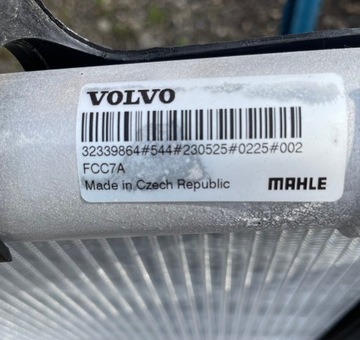 VOLVO
32339864#544#230525#0225#002
FCC7A
Made in Czech Republic MAHLE